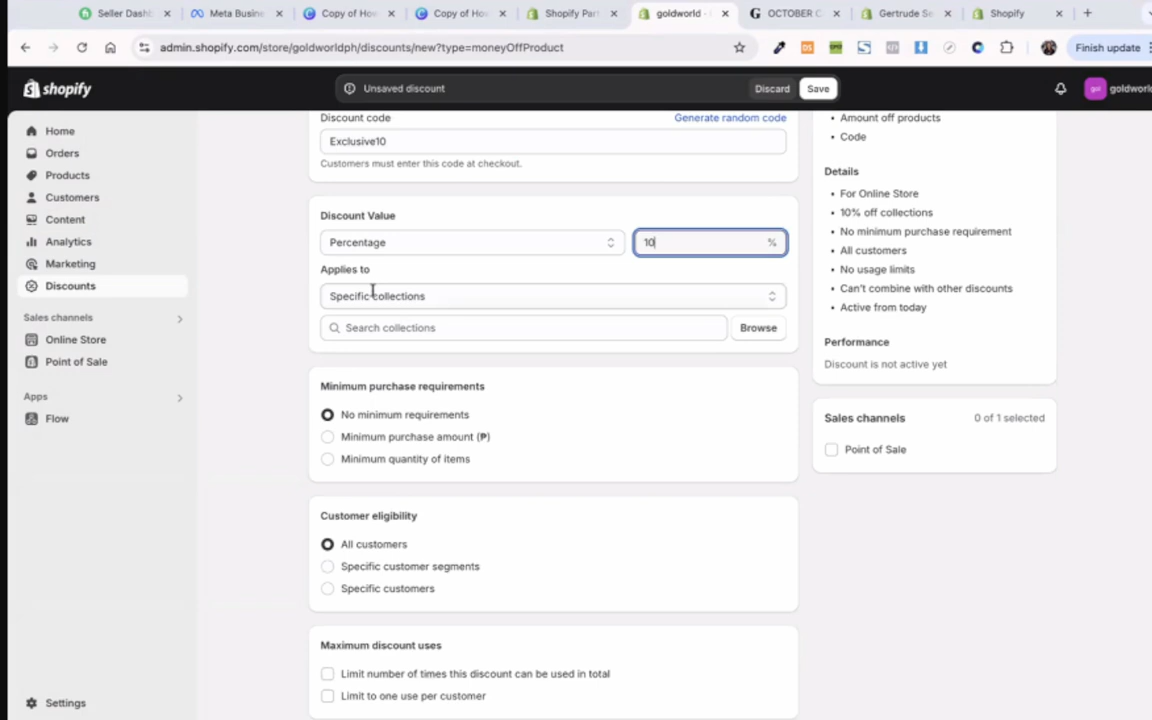 Seller Dash
Meta Busine
Copy of How
Copy of How
Shopify Par
goldworld ·
OCTOBER C
Gertrude Se
Shopify
admin.shopify.com/store/goldworldph/discounts/new?type=moneyOffProduct
Finish update
shopify
Unsaved discount
Discard
Save
gol
goldworl
Home
Orders
Products
Customers
Content
Analytics
Marketing
Discounts
Sales channels
Online Store
Point of Sale
Apps
Flow
Settings
Discount code
Generate random code
Exclusive10
Customers must enter this code at checkout.
Discount Value
Percentage
10
%
Applies to
Specific collections
Search collections
Browse
Minimum purchase requirements
No minimum requirements
Minimum purchase amount (₱)
Minimum quantity of items
Customer eligibility
All customers
Specific customer segments
Specific customers
Maximum discount uses
Limit number of times this discount can be used in total
Limit to one use per customer
• Amount off products
• Code
Details
• For Online Store
• 10% off collections
• No minimum purchase requirement
• All customers
• No usage limits
• Can't combine with other discounts
• Active from today
Performance
Discount is not active yet
Sales channels
0 of 1 selected
Point of Sale